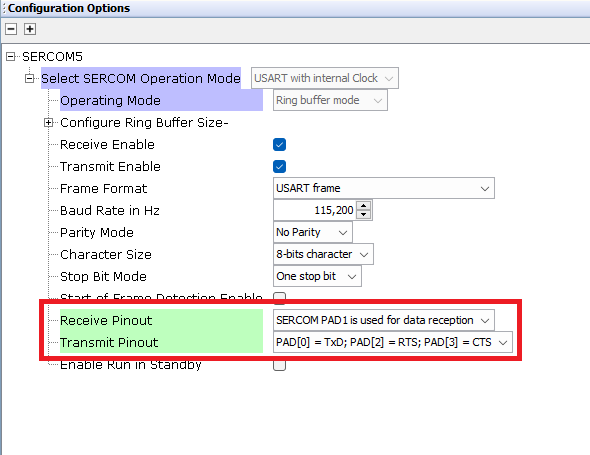 Configuration Options
SERCOM5
Select SERCOM Operation Mode USART with internal Clock
Operating Mode Ring buffer mode
Configure Ring Buffer Size-
Receive Enable
Transmit Enable
Frame Format USART frame
Baud Rate in Hz 115,200
Parity Mode No Parity
Character Size 8-bits character
Stop Bit Mode One stop bit
Start of Frame Detection Enable
Receive Pinout SERCOM PAD1 is used for data reception
Transmit Pinout PAD[0] = TxD; PAD[2] = RTS; PAD[3] = CTS
Enable Run in Standby